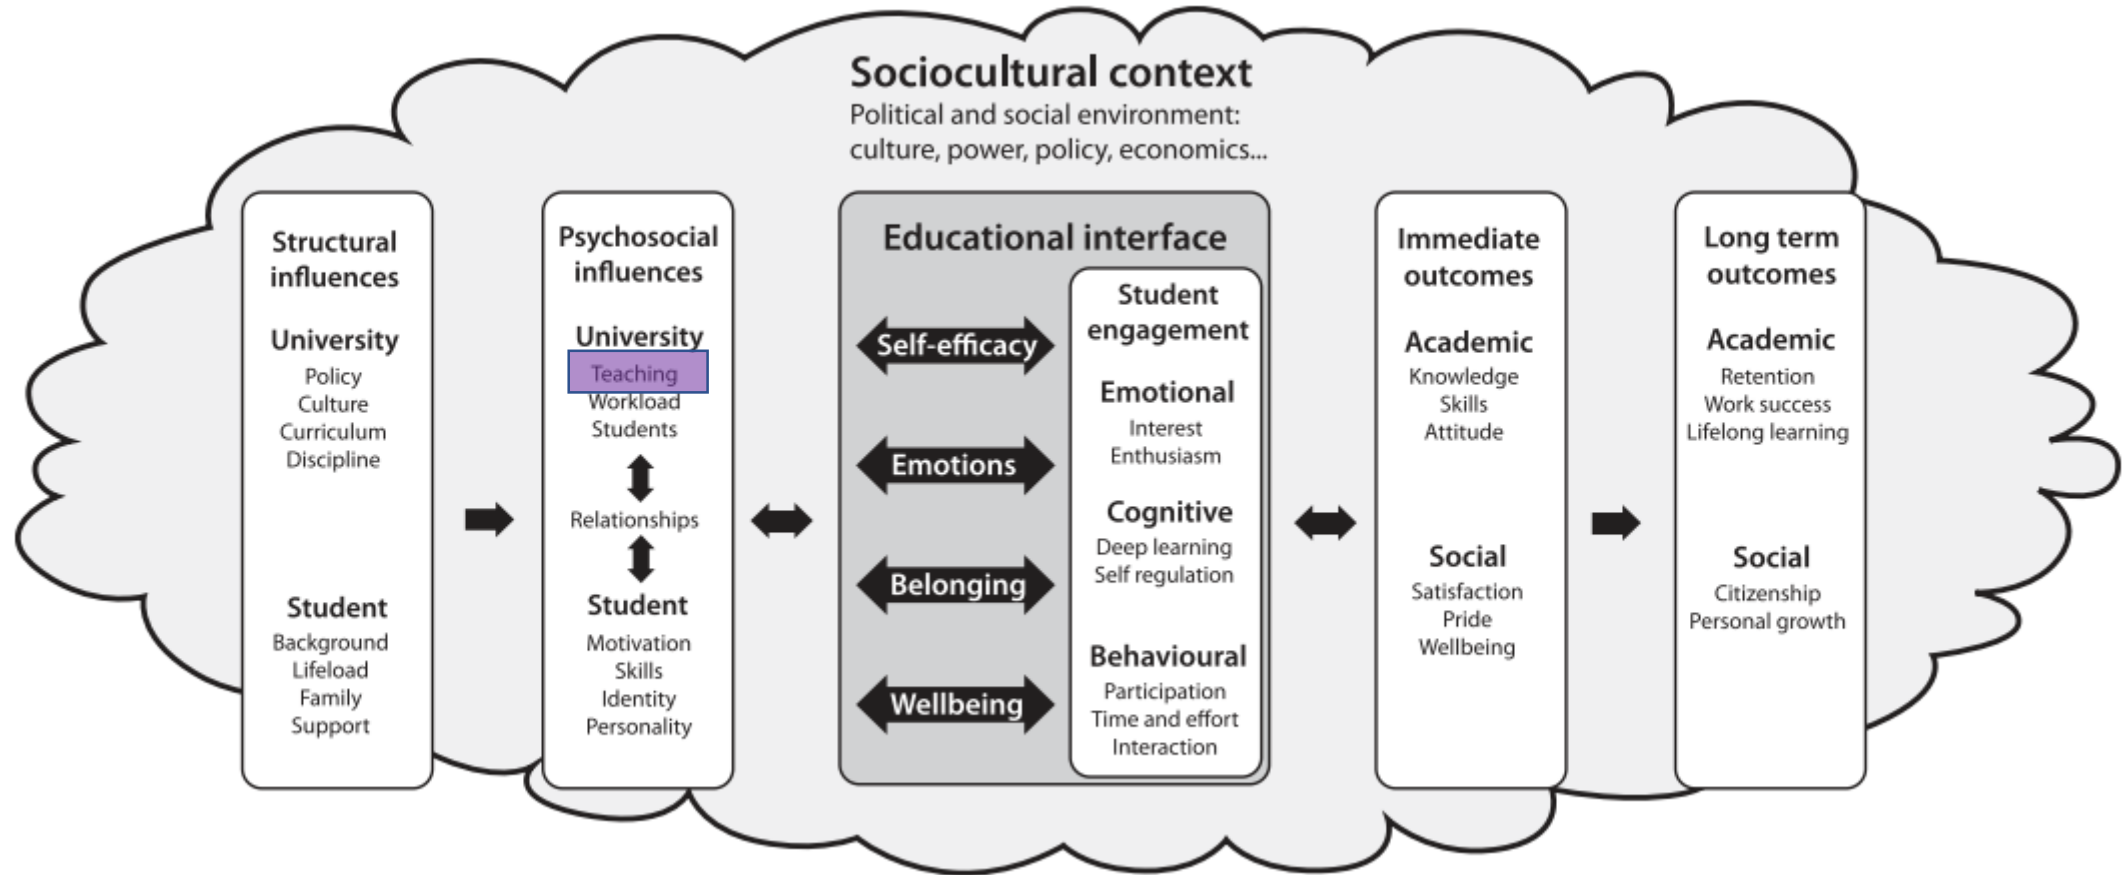 Sociocultural context
Political and social environment:
culture, power, policy, economics...
Structural
influences
University
Policy
Culture
Curriculum
Discipline
Student
Background
Lifeload
Family
Support
Psychosocial
influences
University
Teaching
Workload
Students
Relationships
Student
Motivation
Skills
Identity
Personality
Educational interface
Self-efficacy
Emotions
Belonging
Wellbeing
Student
engagement
Emotional
Interest
Enthusiasm
Cognitive
Deep learning
Self regulation
Behavioural
Participation
Time and effort
Interaction
Immediate
outcomes
Academic
Knowledge
Skills
Attitude
Social
Satisfaction
Pride
Wellbeing
Long term
outcomes
Academic
Retention
Work success
Lifelong learning
Social
Citizenship
Personal growth